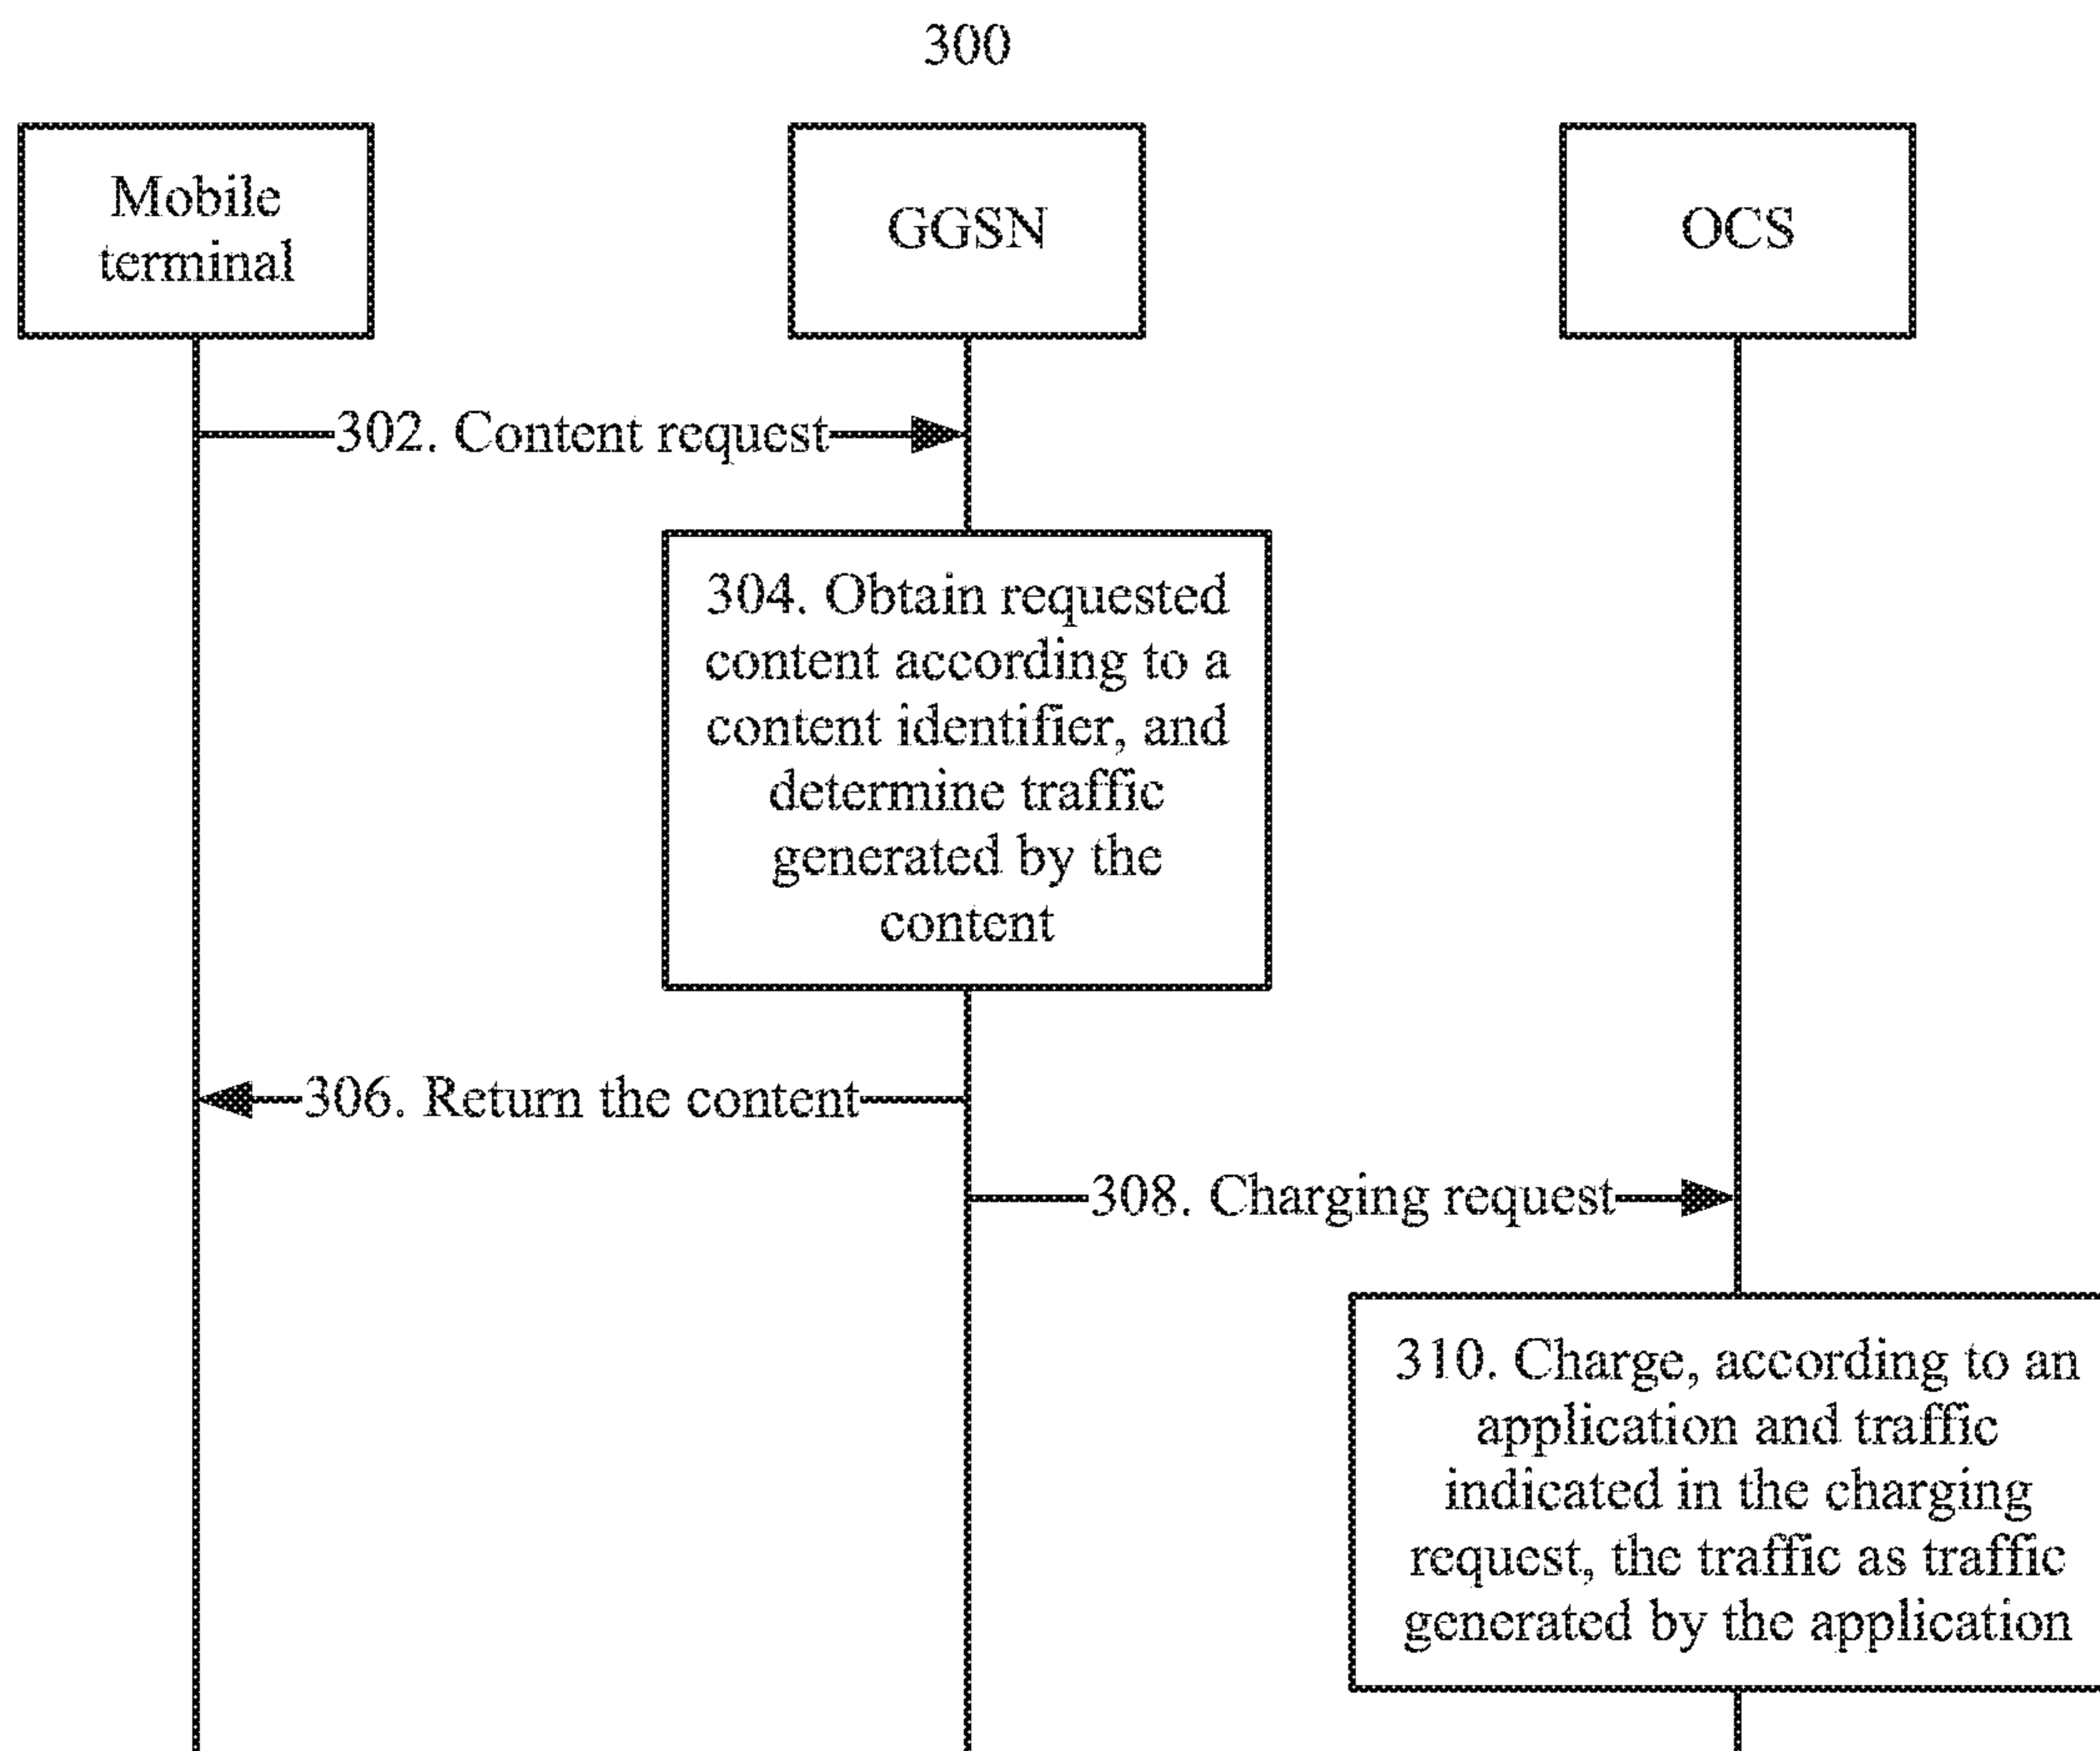 300
Mobile
terminal
GGSN
OCS
302. Content request
304. Obtain requested
content according to a
content identifier, and
determine traffic
generated by the
content
306. Return the content
308. Charging request
310. Charge, according to an
application and traffic
indicated in the charging
request, the traffic as traffic
generated by the application